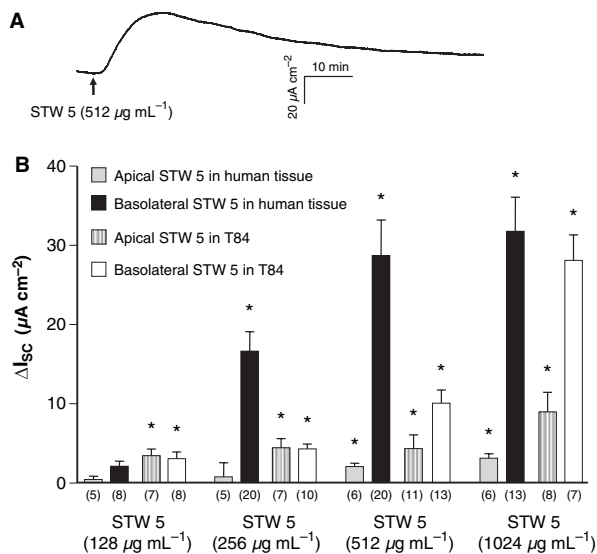 A
10 min
20 µA cm⁻²
STW 5 (512 µg mL⁻¹)
B
40
30
20
10
0
ΔI_SC (µA cm⁻²)
Apical STW 5 in human tissue
Basolateral STW 5 in human tissue
Apical STW 5 in T84
Basolateral STW 5 in T84
* * * * * * * * * * * * *
(5) (8) (7) (8) (5) (20) (7) (10) (6) (20) (11) (13) (6) (13) (8) (7)
STW 5 STW 5 STW 5 STW 5
(128 µg mL⁻¹) (256 µg mL⁻¹) (512 µg mL⁻¹) (1024 µg mL⁻¹)